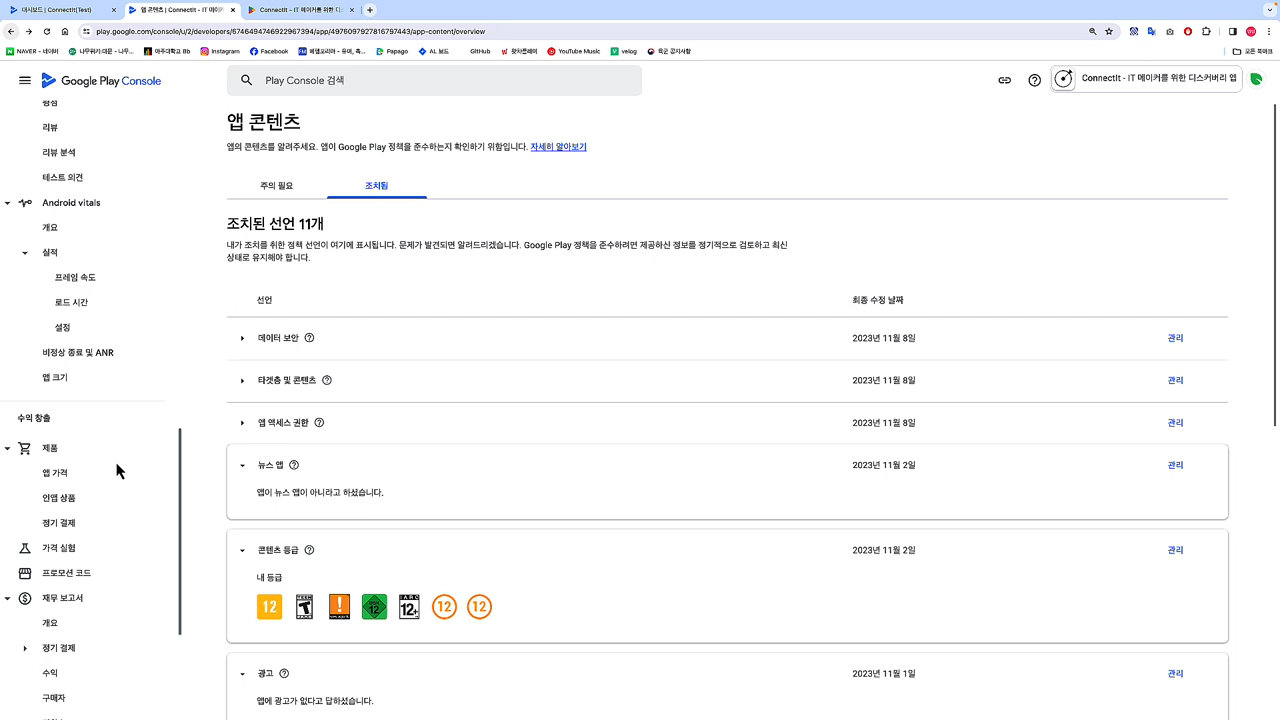 대시보드 | ConnectIt(Test)
앱 콘텐츠 | ConnectIt - IT 메이커
ConnectIt - IT 메이커를 위한 디스
play.google.com/console/u/2/developers/6746494746922967394/app/4976097927816797443/app-content/overview
NAVER - 네이버
나무위키:대문 - 나무...
아주대학교 Bb
Instagram
Facebook
에펨코리아 - 유머, 축...
Papago
AL 보드
GitHub
왓챠플레이
YouTube Music
velog
육군 공지사항
모든 북마크
Google Play Console
Play Console 검색
ConnectIt - IT 메이커를 위한 디스커버리 앱
평점
리뷰
리뷰 분석
테스트 의견
Android vitals
개요
실적
프레임 속도
로드 시간
설정
비정상 종료 및 ANR
앱 크기
수익 창출
제품
앱 가격
인앱 상품
정기 결제
가격 실험
프로모션 코드
재무 보고서
개요
정기 결제
수익
구매자
앱 콘텐츠
앱의 콘텐츠를 알려주세요. 앱이 Google Play 정책을 준수하는지 확인하기 위함입니다. 자세히 알아보기
주의 필요
조치됨
조치된 선언 11개
내가 조치를 취한 정책 선언이 여기에 표시됩니다. 문제가 발견되면 알려드리겠습니다. Google Play 정책을 준수하려면 제공하신 정보를 정기적으로 검토하고 최신
상태로 유지해야 합니다.
선언 최종 수정 날짜
데이터 보안 2023년 11월 8일 관리
타겟층 및 콘텐츠 2023년 11월 8일 관리
앱 액세스 권한 2023년 11월 8일 관리
뉴스 앱 2023년 11월 2일 관리
앱이 뉴스 앱이 아니라고 하셨습니다.
콘텐츠 등급 2023년 11월 2일 관리
내 등급
12 TEEN T 12 12+ 12 12
광고 2023년 11월 1일 관리
앱에 광고가 없다고 답하셨습니다.